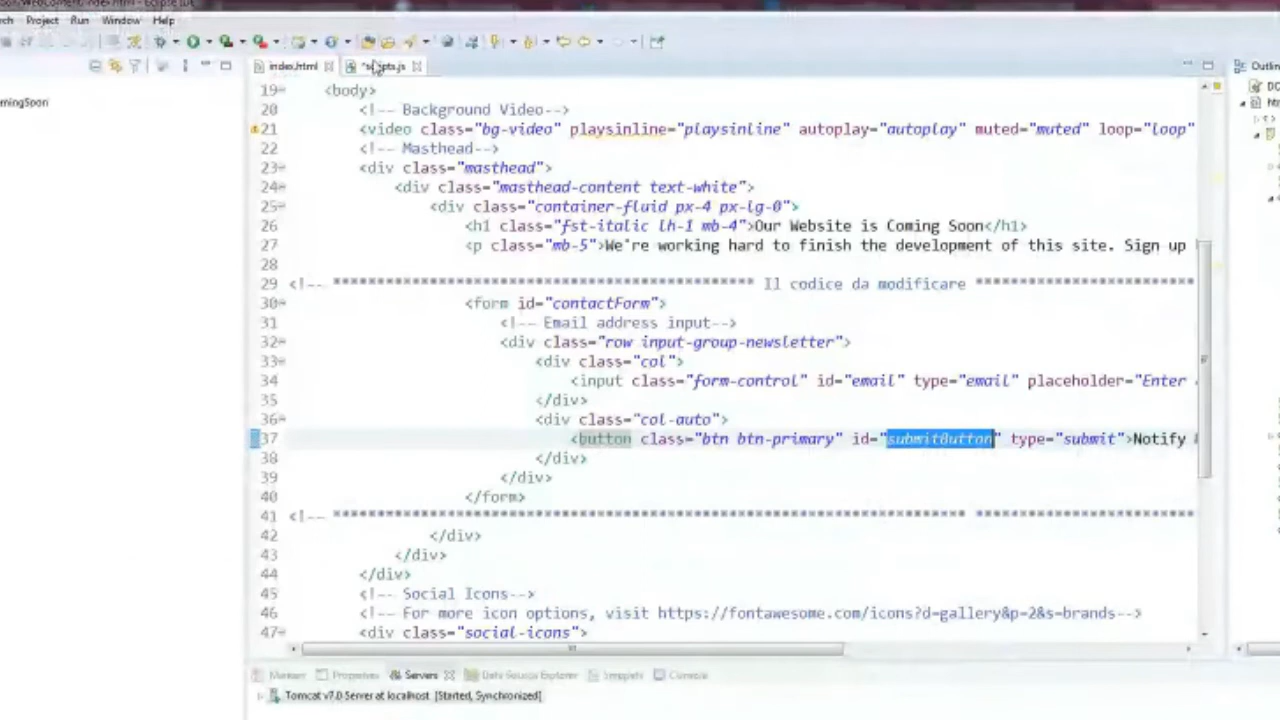 Project Run Window Help
mingSoon
index.html *scripts.js
19 <body>
20 <!-- Background Video-->
21 <video class="bg-video" playsinline="playsinline" autoplay="autoplay" muted="muted" loop="loop"
22 <!-- Masthead-->
23 <div class="masthead">
24 <div class="masthead-content text-white">
25 <div class="container-fluid px-4 px-lg-0">
26 <h1 class="fst-italic lh-1 mb-4">Our Website is Coming Soon</h1>
27 <p class="mb-5">We're working hard to finish the development of this site. Sign up
28
29 <!-- ************************************************ Il codice da modificare *************************
30 <form id="contactForm">
31 <!-- Email address input-->
32 <div class="row input-group-newsletter">
33 <div class="col">
34 <input class="form-control" id="email" type="email" placeholder="Enter
35 </div>
36 <div class="col-auto">
37 <button class="btn btn-primary" id="submitButton" type="submit">Notify
38 </div>
39 </div>
40 </form>
41 <!-- ************************************************************************ *************************
42 </div>
43 </div>
44 </div>
45 <!-- Social Icons-->
46 <!-- For more icon options, visit https://fontawesome.com/icons?d=gallery&p=2&s=brands-->
47 <div class="social-icons">
Markers Properties Servers Data Source Explorer Snippets Console
Tomcat v7.0 Server at localhost [Started, Synchronized]